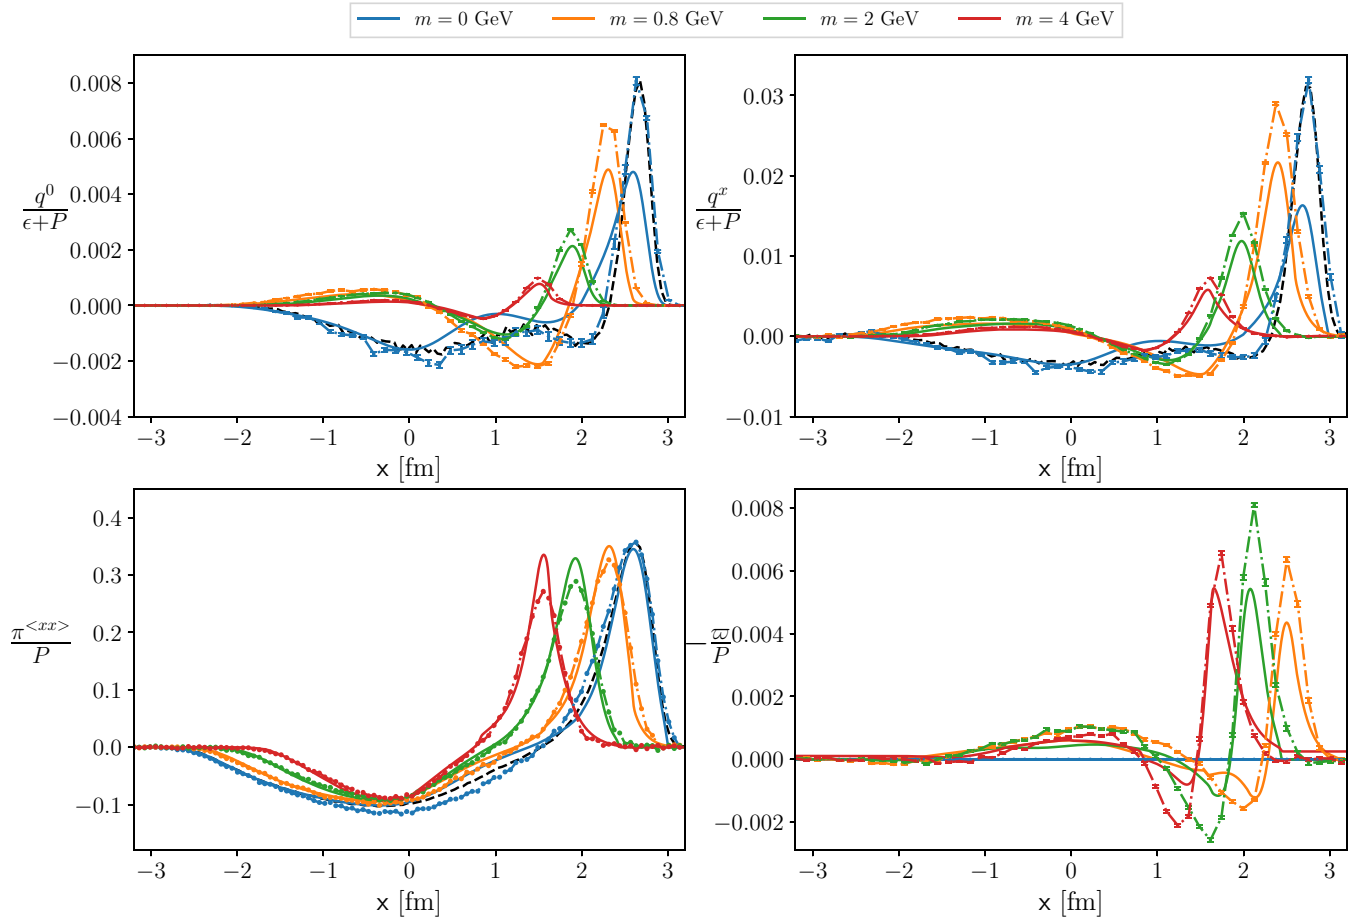 m = 0 GeV m = 0.8 GeV m = 2 GeV m = 4 GeV
0.008
0.006
0.004
0.002
0.000
−0.002
−0.004
q^0
ϵ+P
−3 −2 −1 0 1 2 3
x [fm]
0.03
0.02
0.01
0.00
−0.01
q^x
ϵ+P
−3 −2 −1 0 1 2 3
x [fm]
0.4
0.3
0.2
0.1
0.0
−0.1
π^<xx>
P
−3 −2 −1 0 1 2 3
x [fm]
0.008
0.006
0.004
0.002
0.000
−0.002
−ϖ
P
−3 −2 −1 0 1 2 3
x [fm]